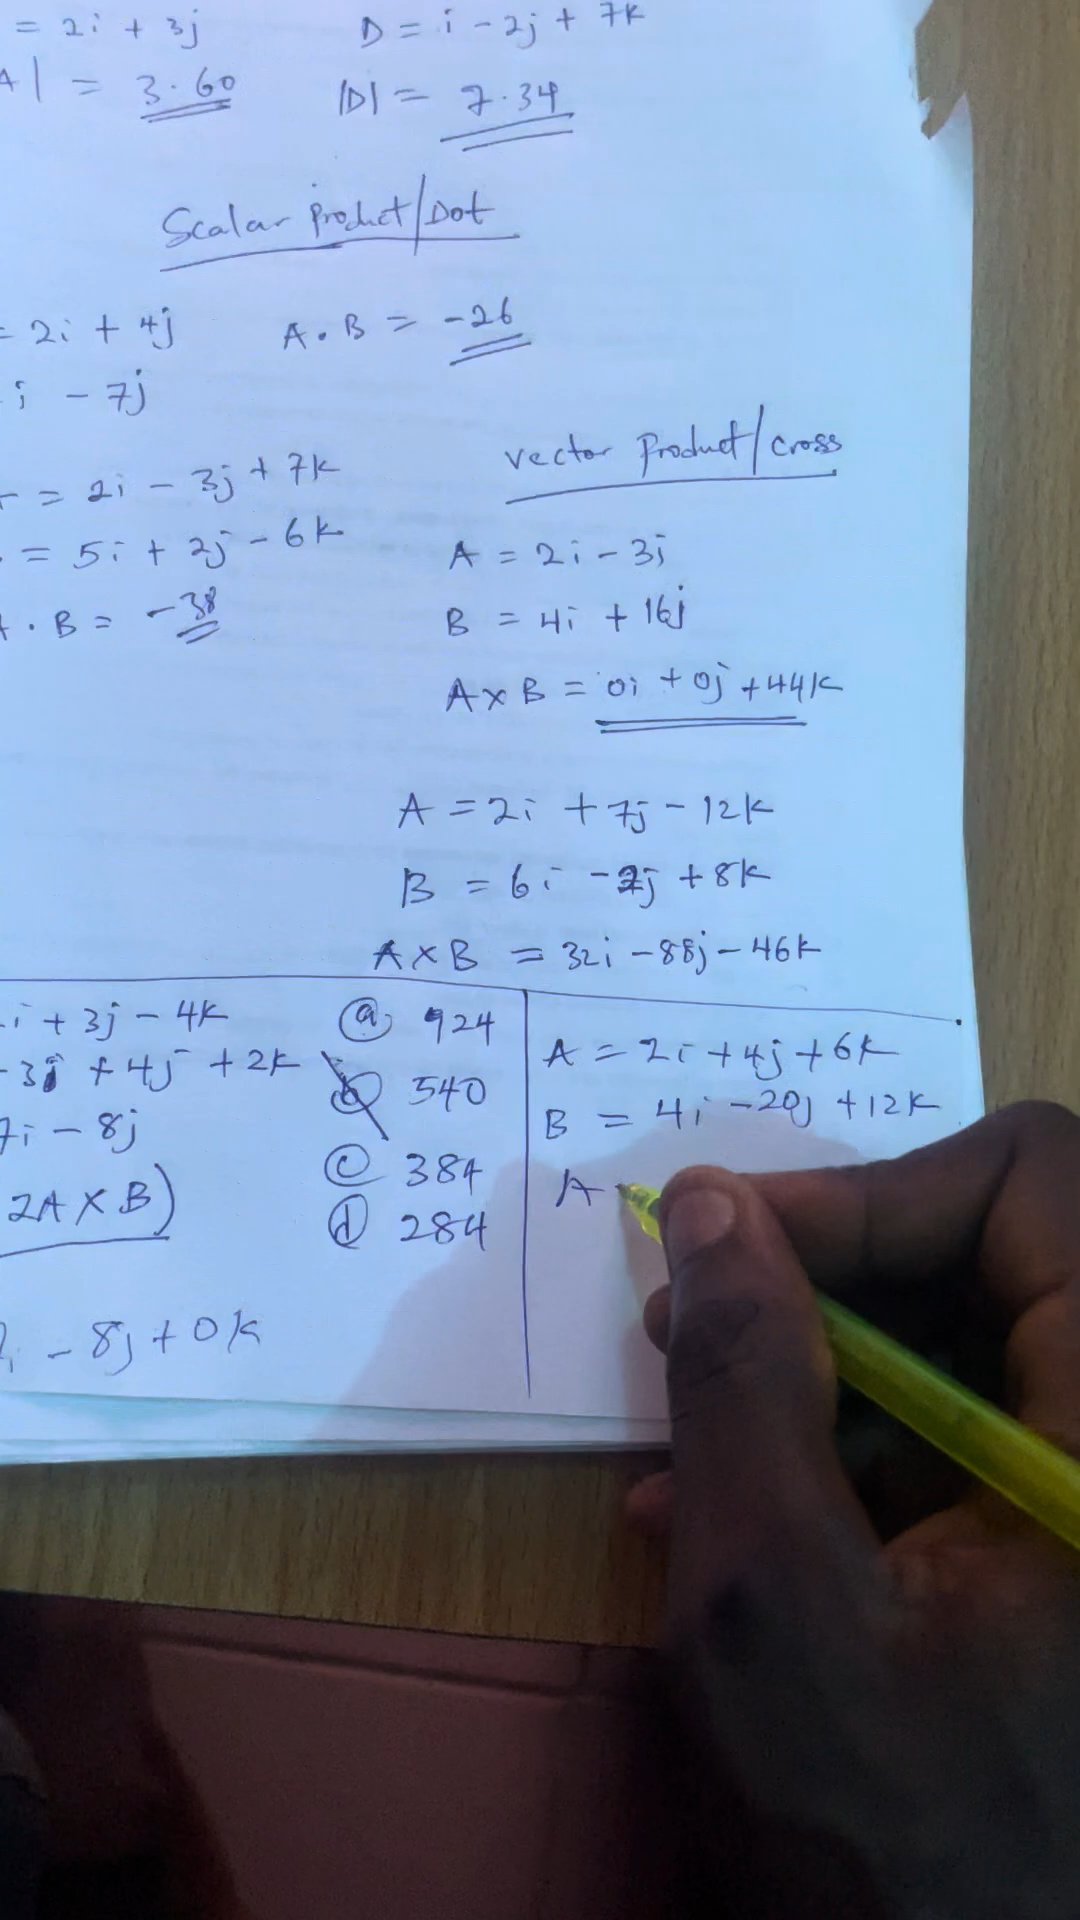 = 2i + 3j
D = i - 2j + 7k
A| = 3.60
|D| = 7.34
Scalar Product/Dot
= 2i + 4j
A . B = -26
i - 7j
= 2i - 3j + 7k
= 5i + 2j - 6k
. B = -38
vector Product/cross
A = 2i - 3j
B = 4i + 16j
A x B = 0i + 0j + 44k
A = 2i + 7j - 12k
B = 6i - 2j + 8k
A x B = 32i - 88j - 46k
i + 3j - 4k
3j + 4j + 2k
7i - 8j
2A x B)
- 8j + 0k
(a) 924
(b) 540
(c) 384
(d) 284
A = 2i + 4j + 6k
B = 4i - 20j + 12k
A